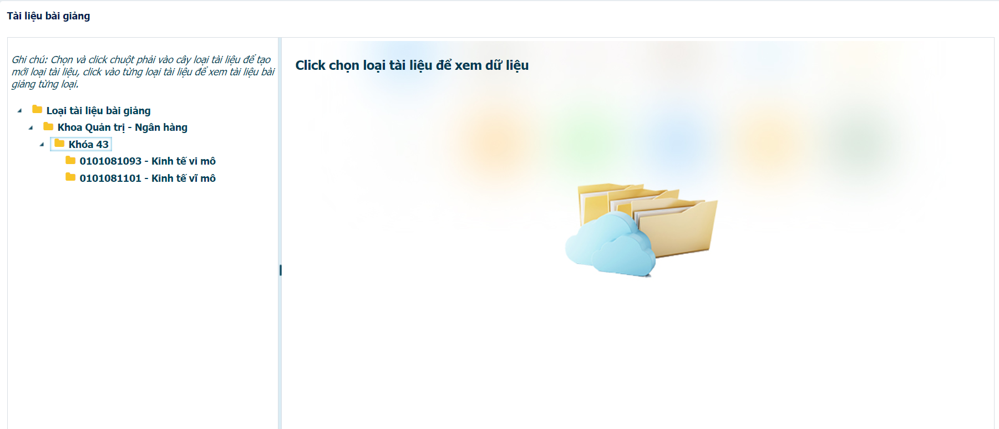 Tài liệu bài giảng
Ghi chú: Chọn và click chuột phải vào cây loại tài liệu để tạo
mới loại tài liệu, click vào từng loại tài liệu để xem tài liệu bài
giảng từng loại.
Loại tài liệu bài giảng
Khoa Quản trị - Ngân hàng
Khóa 43
0101081093 - Kinh tế vi mô
0101081101 - Kinh tế vĩ mô
Click chọn loại tài liệu để xem dữ liệu